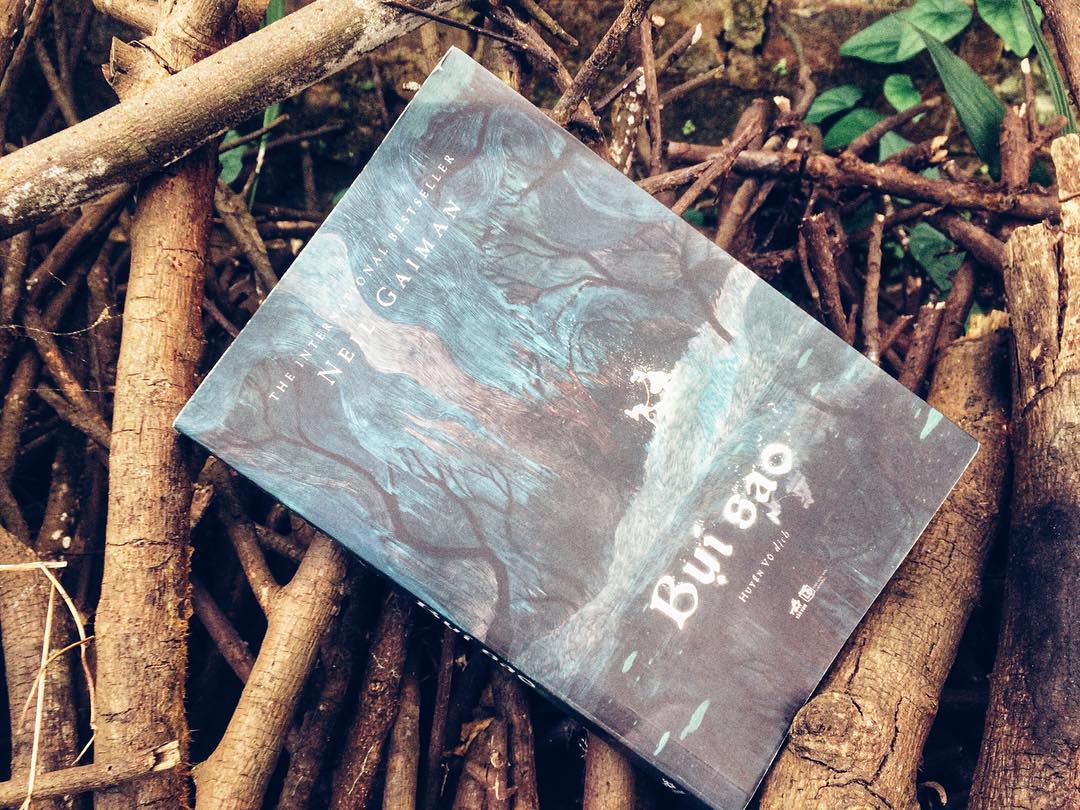 THE INTERNATIONAL BESTSELLER
NEIL GAIMAN
Bụi sao
Huyền Vũ dịch